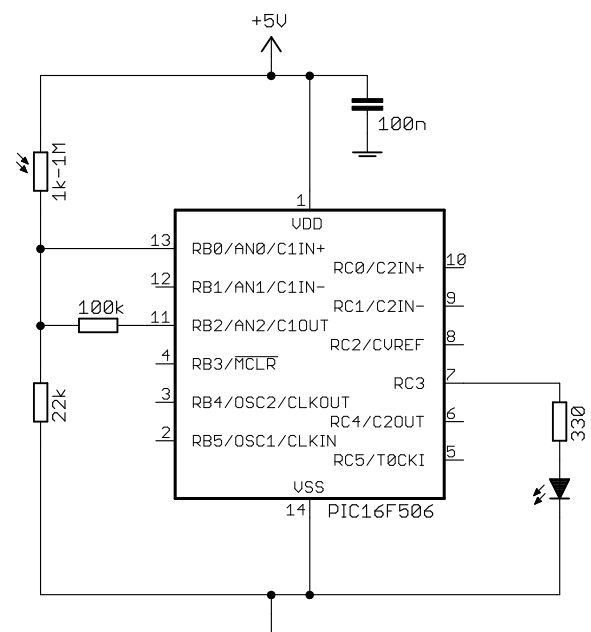 +5V
100n
1k-1M
1
VDD
13
RB0/AN0/C1IN+
10
RC0/C2IN+
12
RB1/AN1/C1IN-
9
RC1/C2IN-
100k
11
RB2/AN2/C1OUT
8
RC2/CVREF
4
RB3/MCLR
7
RC3
22k
3
RB4/OSC2/CLKOUT
6
RC4/C2OUT
330
2
RB5/OSC1/CLKIN
5
RC5/T0CKI
VSS
14
PIC16F506